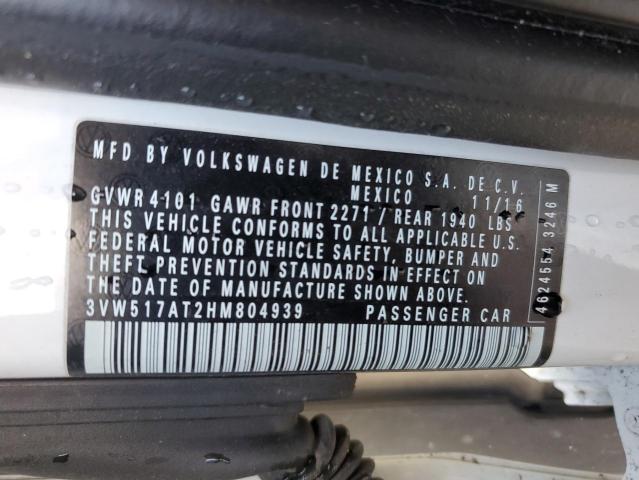 MFD BY VOLKSWAGEN DE MEXICO S.A. DE C.V.
MEXICO 11/16
GVWR 4101 GAWR FRONT 2271 / REAR 1940 LBS
THIS VEHICLE CONFORMS TO ALL APPLICABLE U.S.
FEDERAL MOTOR VEHICLE SAFETY, BUMPER AND
THEFT PREVENTION STANDARDS IN EFFECT ON
THE DATE OF MANUFACTURE SHOWN ABOVE.
3VW517AT2HM804939 PASSENGER CAR
4624554 3246 M